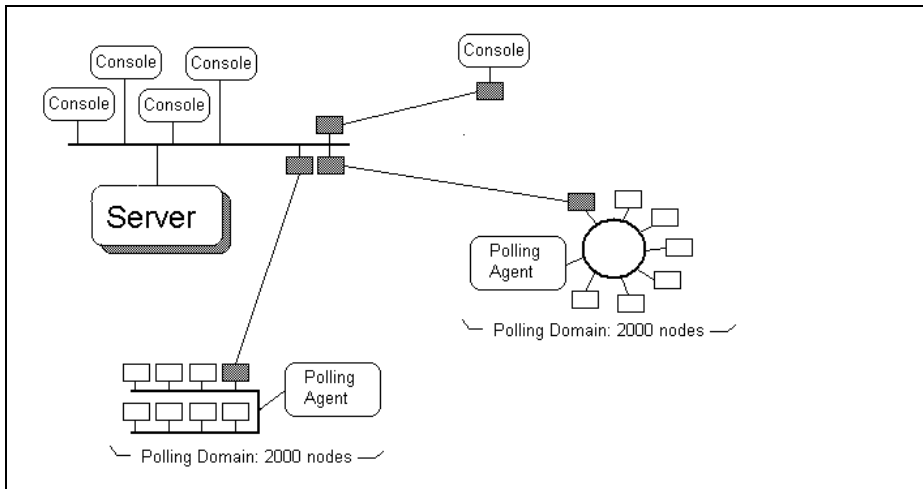 Console
Console
Console
Console
Console
Server
Polling
Agent
Polling Domain: 2000 nodes
Polling
Agent
Polling Domain: 2000 nodes